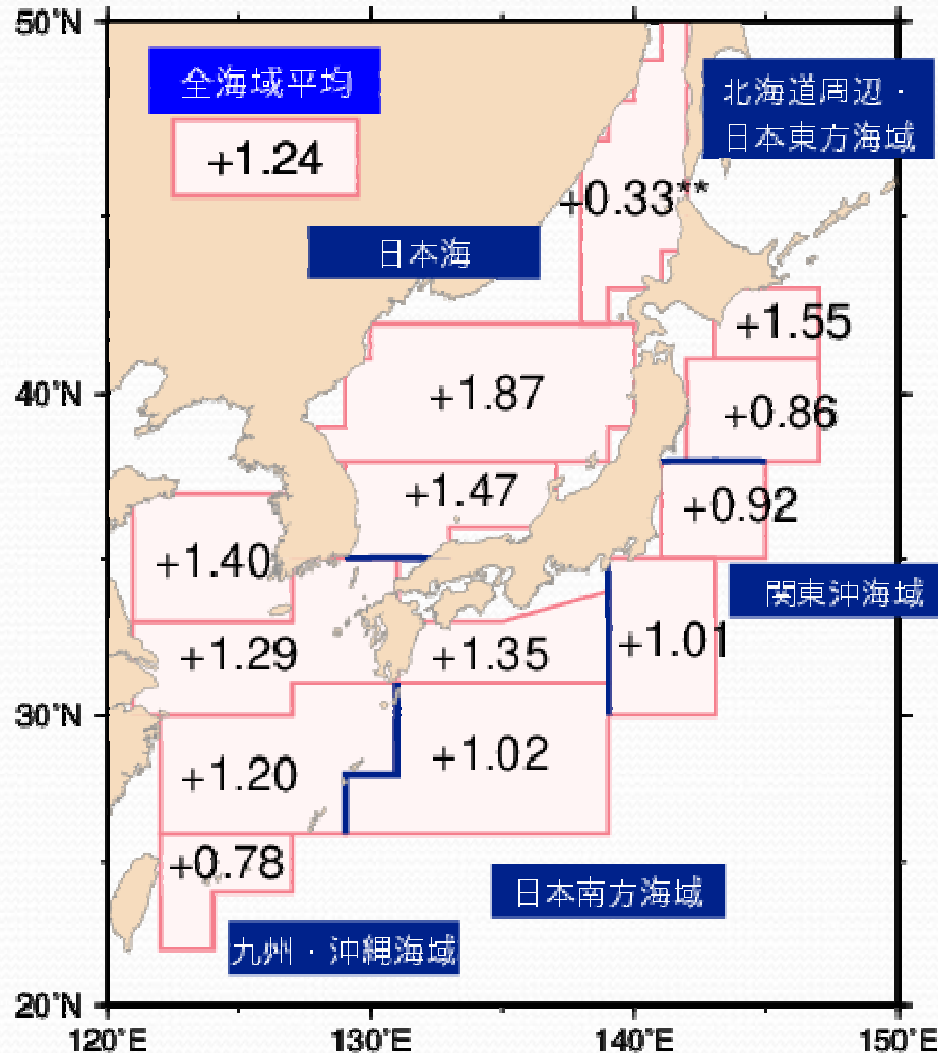 50°N
全海域平均
+1.24
北海道周辺・
日本東方海域
+0.33**
日本海
+1.55
+1.87
40°N
+0.86
+1.47
+0.92
+1.40
関東沖海域
+1.29
+1.35
+1.01
30°N
+1.20
+1.02
+0.78
日本南方海域
九州・沖縄海域
20°N
120°E
130°E
140°E
150°E